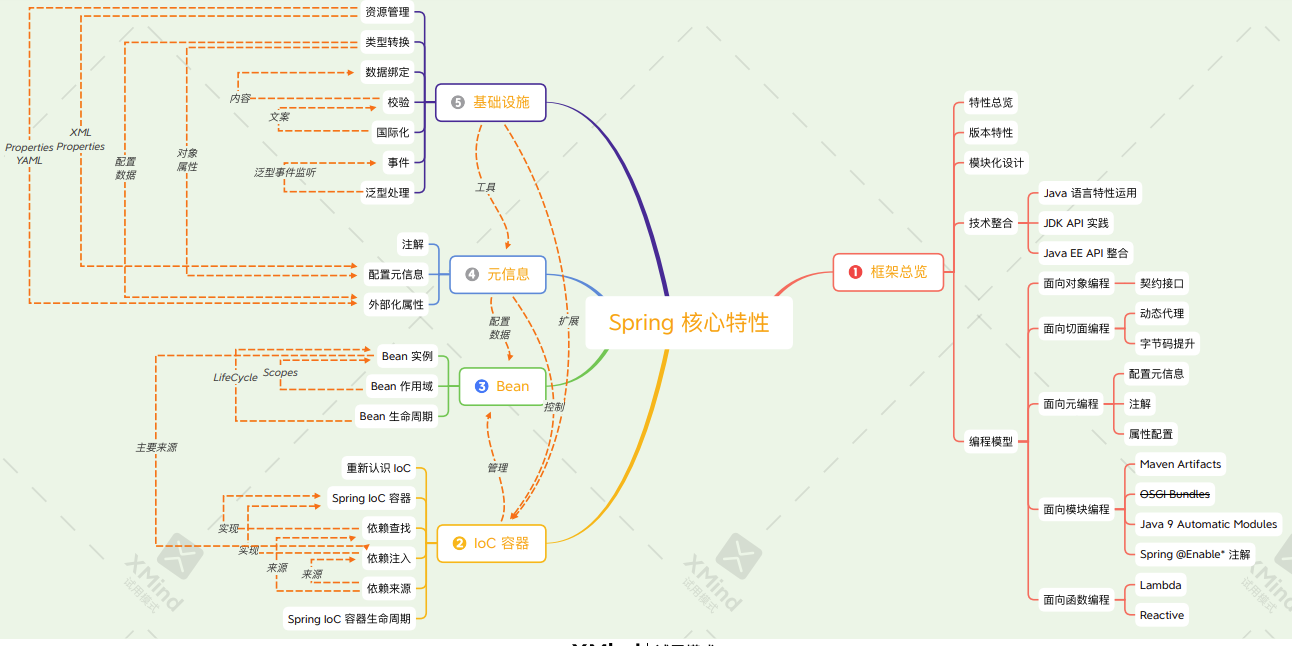 Spring 核心特性
1 框架总览
特性总览
版本特性
模块化设计
技术整合
Java 语言特性运用
JDK API 实践
Java EE API 整合
编程模型
面向对象编程
契约接口
面向切面编程
动态代理
字节码提升
面向元编程
配置元信息
注解
属性配置
面向模块编程
Maven Artifacts
OSGI Bundles
Java 9 Automatic Modules
Spring @Enable* 注解
面向函数编程
Lambda
Reactive
2 IoC 容器
重新认识 IoC
Spring IoC 容器
依赖查找
依赖注入
依赖来源
Spring IoC 容器生命周期
3 Bean
Bean 实例
Bean 作用域
Bean 生命周期
4 元信息
注解
配置元信息
外部化属性
5 基础设施
资源管理
类型转换
数据绑定
校验
国际化
事件
泛型处理
Properties
YAML
XML
Properties
配置
数据
对象
属性
内容
文案
泛型事件监听
工具
扩展
配置
数据
控制
管理
LifeCycle
Scopes
主要来源
实现
实现
来源
来源
XMind
试用模式
XMind
试用模式
XMind
试用模式